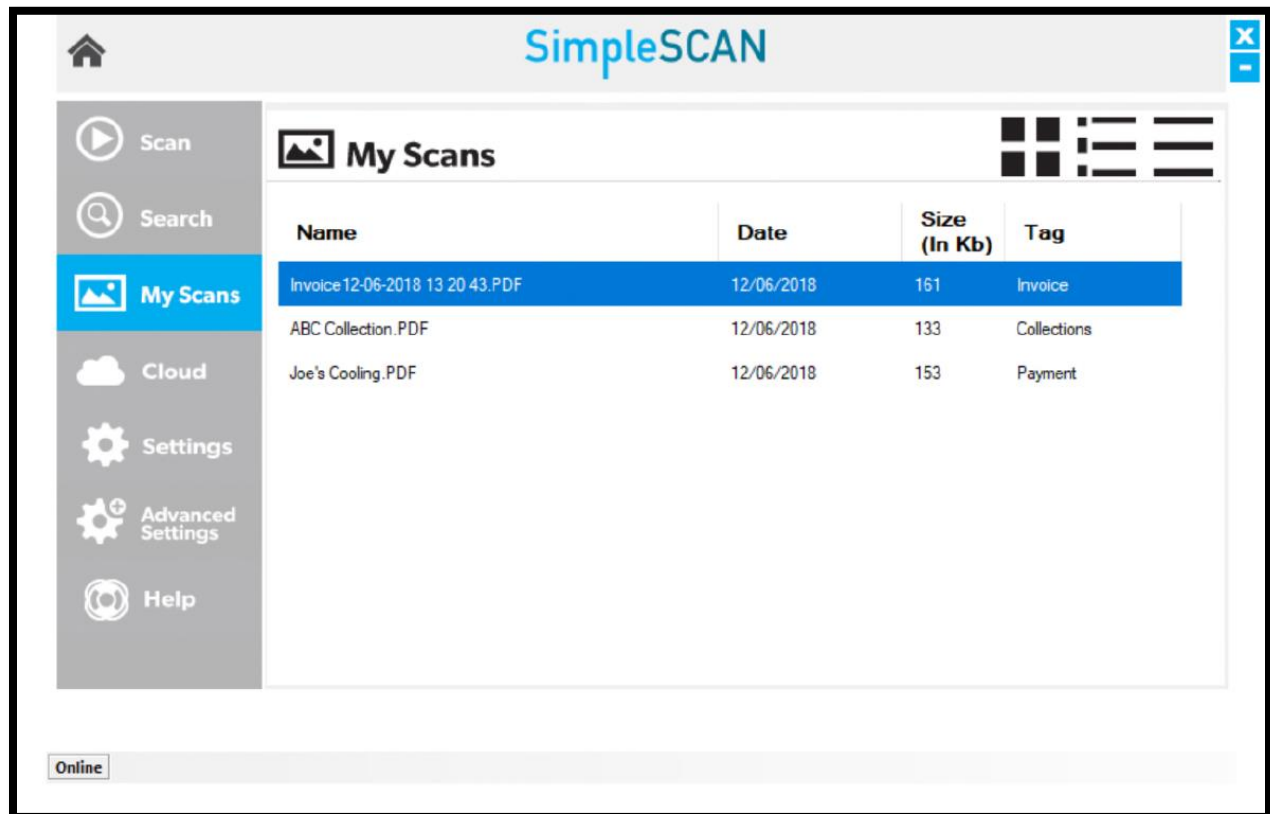 SimpleSCAN
X
-
Scan
Search
My Scans
Cloud
Settings
Advanced
Settings
Help
My Scans
Name Date Size (In Kb) Tag
Invoice12-06-2018 13 20 43.PDF 12/06/2018 161 Invoice
ABC Collection.PDF 12/06/2018 133 Collections
Joe's Cooling.PDF 12/06/2018 153 Payment
Online